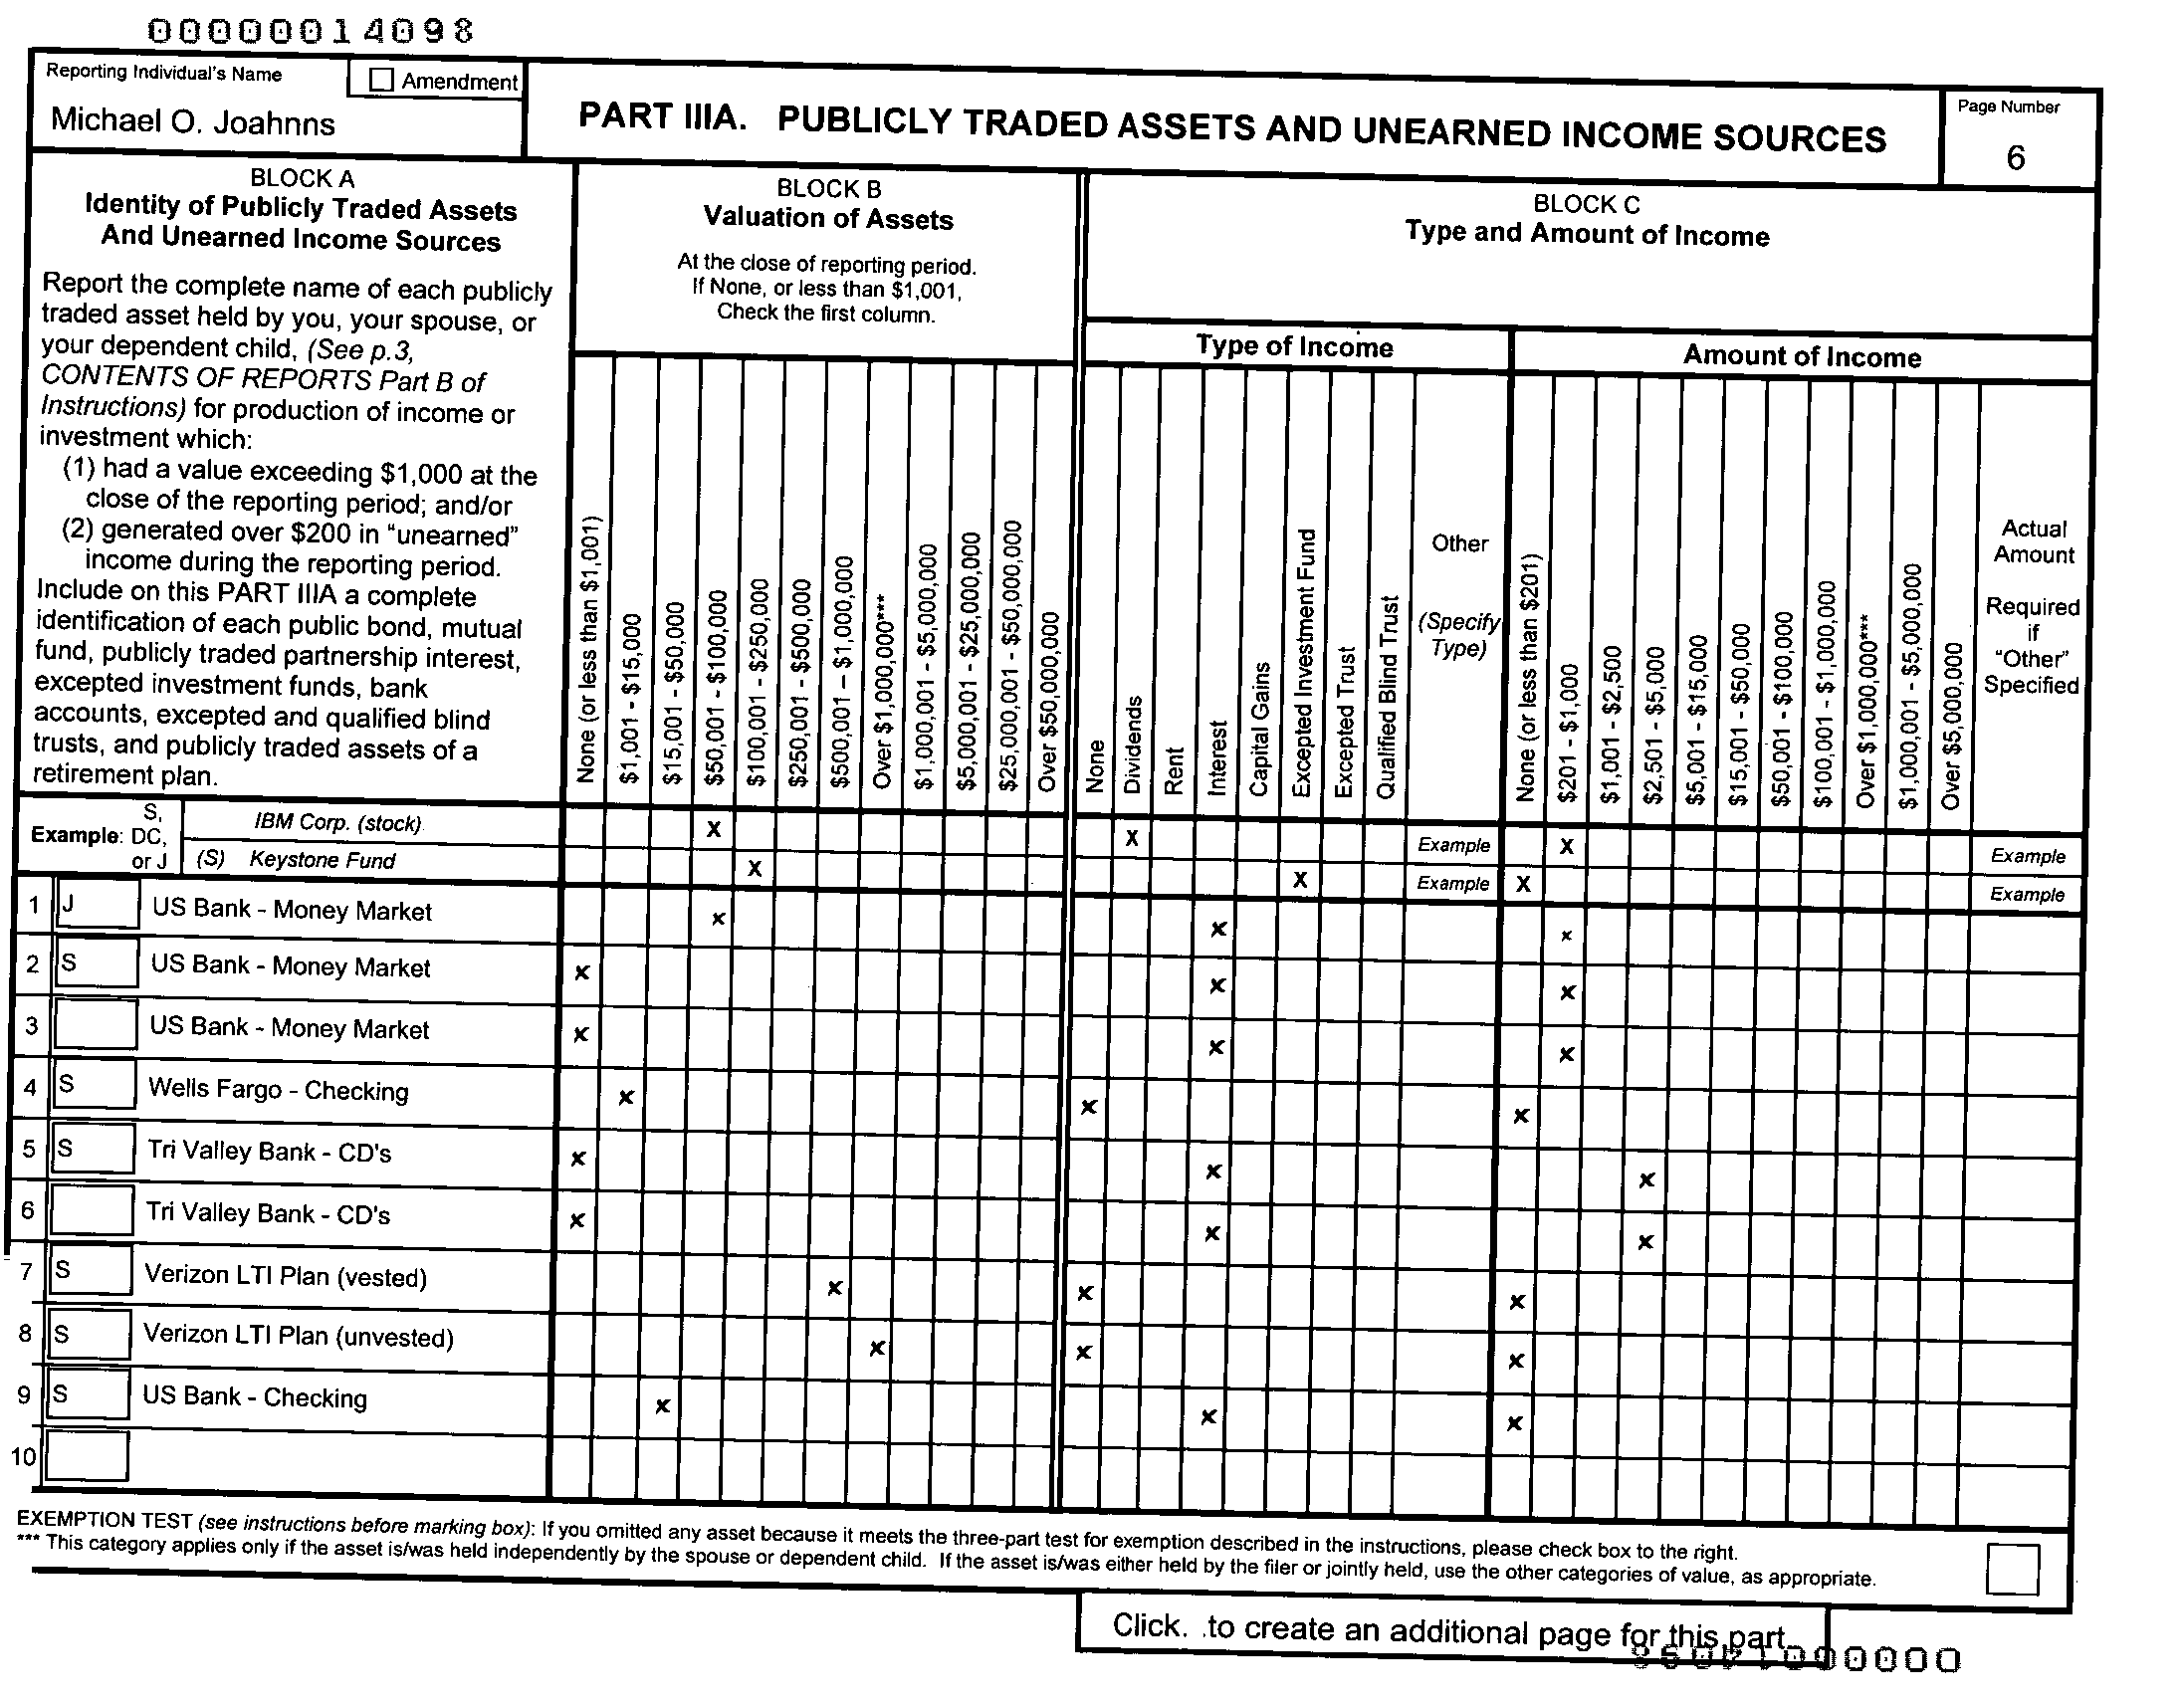 00000014098
Reporting Individual's Name
Amendment
Michael O. Joahnns
PART IIIA. PUBLICLY TRADED ASSETS AND UNEARNED INCOME SOURCES
Page Number
6
BLOCK A
Identity of Publicly Traded Assets
And Unearned Income Sources
Report the complete name of each publicly
traded asset held by you, your spouse, or
your dependent child, (See p.3,
CONTENTS OF REPORTS Part B of
Instructions) for production of income or
investment which:
(1) had a value exceeding $1,000 at the
close of the reporting period; and/or
(2) generated over $200 in "unearned"
income during the reporting period.
Include on this PART IIIA a complete
identification of each public bond, mutual
fund, publicly traded partnership interest,
excepted investment funds, bank
accounts, excepted and qualified blind
trusts, and publicly traded assets of a
retirement plan.
BLOCK B
Valuation of Assets
At the close of reporting period.
If None, or less than $1,001,
Check the first column.
None (or less than $1,001)
$1,001 - $15,000
$15,001 - $50,000
$50,001 - $100,000
$100,001 - $250,000
$250,001 - $500,000
$500,001 – $1,000,000
Over $1,000,000***
$1,000,001 - $5,000,000
$5,000,001 - $25,000,000
$25,000,001 - $50,000,000
Over $50,000,000
BLOCK C
Type and Amount of Income
Type of Income
None
Dividends
Rent
Interest
Capital Gains
Excepted Investment Fund
Excepted Trust
Qualified Blind Trust
Other
(Specify
Type)
Amount of Income
None (or less than $201)
$201 - $1,000
$1,001 - $2,500
$2,501 - $5,000
$5,001 - $15,000
$15,001 - $50,000
$50,001 - $100,000
$100,001 - $1,000,000
Over $1,000,000***
$1,000,001 - $5,000,000
Over $5,000,000
Actual
Amount
Required
if
"Other"
Specified
Example: S, DC, or J
IBM Corp. (stock) X X Example X Example
(S) Keystone Fund X X Example X Example
1 J US Bank - Money Market x x x
2 S US Bank - Money Market x x x
3 US Bank - Money Market x x x
4 S Wells Fargo - Checking x x x
5 S Tri Valley Bank - CD's x x x
6 Tri Valley Bank - CD's x x x
7 S Verizon LTI Plan (vested) x x x
8 S Verizon LTI Plan (unvested) x x x
9 S US Bank - Checking x x x
10
EXEMPTION TEST (see instructions before marking box): If you omitted any asset because it meets the three-part test for exemption described in the instructions, please check box to the right.
*** This category applies only if the asset is/was held independently by the spouse or dependent child. If the asset is/was either held by the filer or jointly held, use the other categories of value, as appropriate.
Click. .to create an additional page for this part.